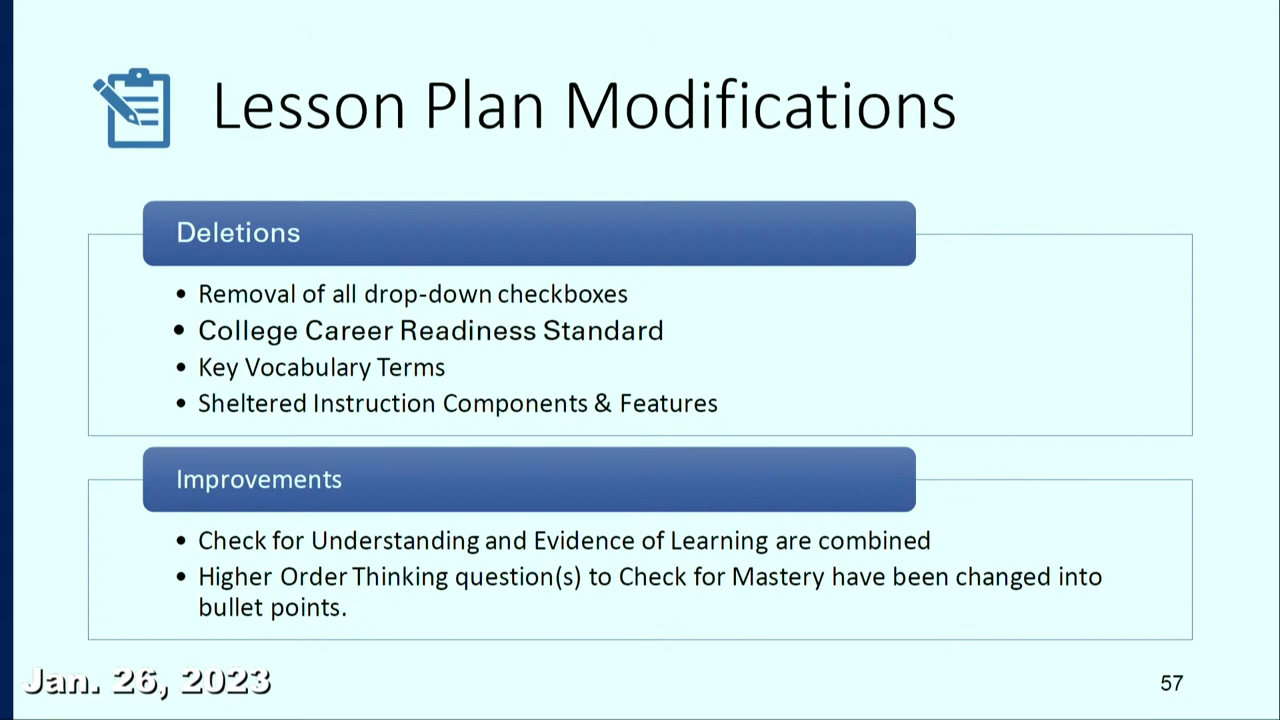 Lesson Plan Modifications
Deletions
• Removal of all drop-down checkboxes
• College Career Readiness Standard
• Key Vocabulary Terms
• Sheltered Instruction Components & Features
Improvements
• Check for Understanding and Evidence of Learning are combined
• Higher Order Thinking question(s) to Check for Mastery have been changed into
bullet points.
Jan. 26, 2023
57